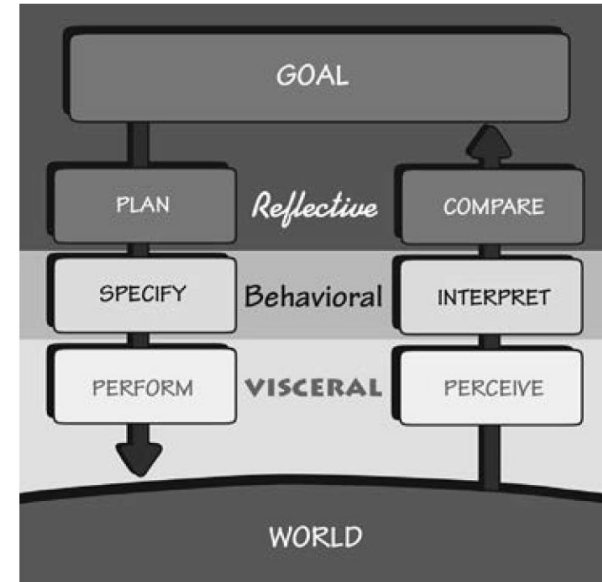 GOAL
PLAN Reflective COMPARE
SPECIFY Behavioral INTERPRET
PERFORM VISCERAL PERCEIVE
WORLD